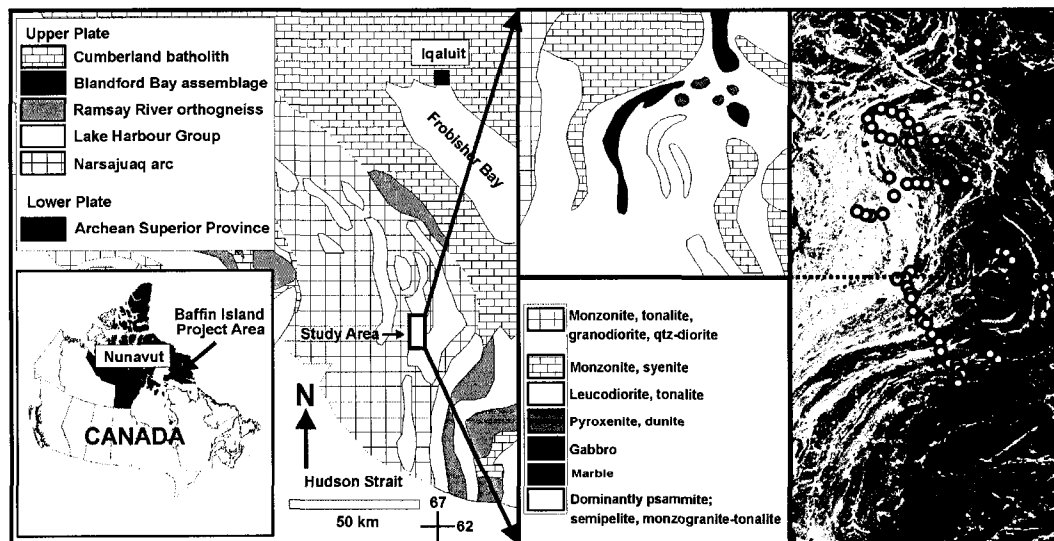 Upper Plate
Cumberland batholith
Blandford Bay assemblage
Ramsay River orthogneiss
Lake Harbour Group
Narsajuaq arc
Lower Plate
Archean Superior Province
Baffin Island
Project Area
Nunavut
CANADA
Iqaluit
Frobisher Bay
Study Area
N
Hudson Strait
50 km
67
62
Monzonite, tonalite,
granodiorite, qtz-diorite
Monzonite, syenite
Leucodiorite, tonalite
Pyroxenite, dunite
Gabbro
Marble
Dominantly psammite;
semipelite, monzogranite-tonalite